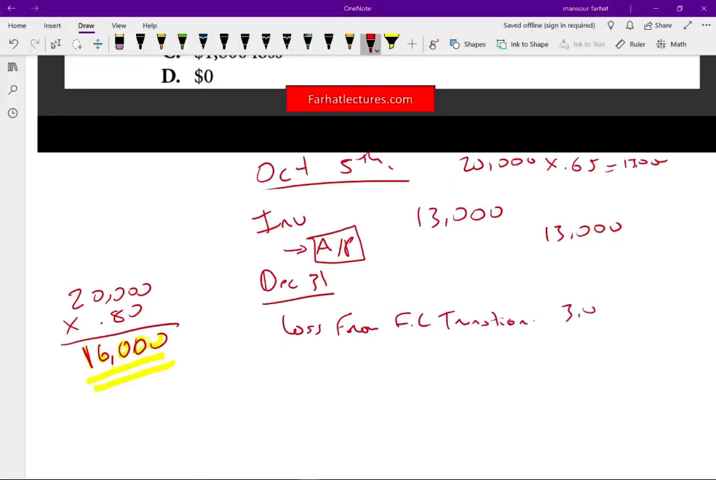 OneNote
mansour farhat
Home Insert Draw View Help
Saved offline (sign in required)
Share
Shapes
Ink to Shape
Ink to Text
Ruler
Math
D. $0
Farhatlectures.com
Oct 5th. 20,000 x .65 = 1300
Inv 13,000
→ A/P 13,000
Dec 31
Loss From F.C 3,0
20,000
x .80
16,000